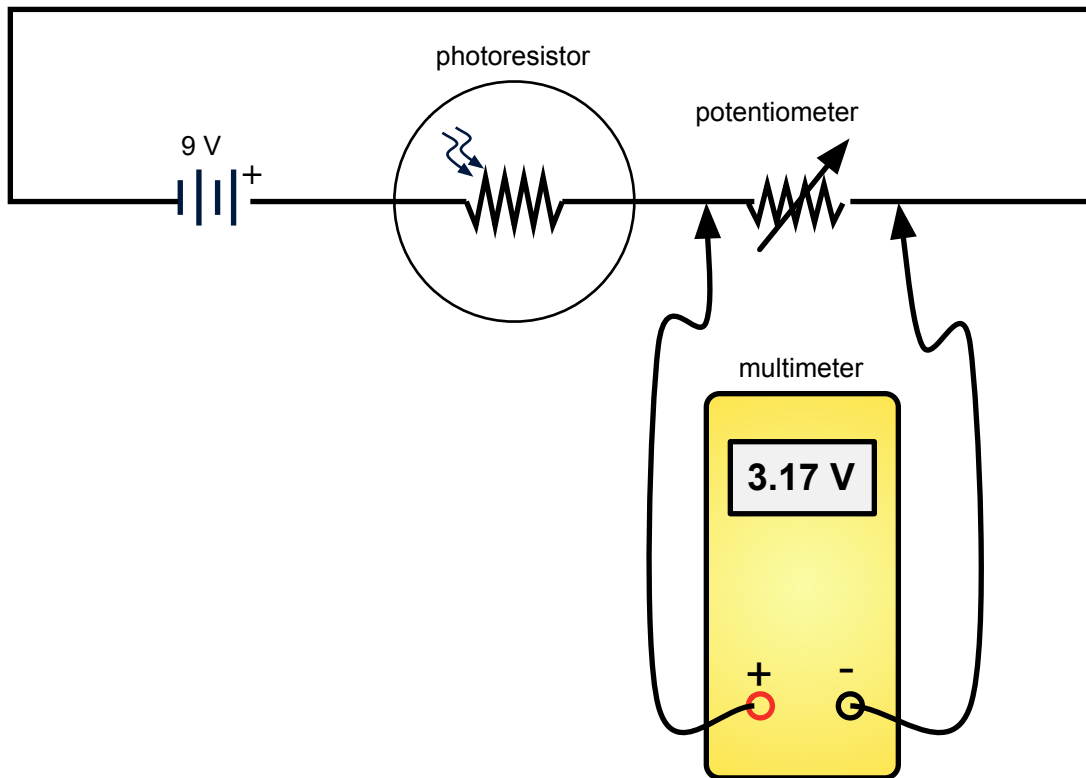 photoresistor
potentiometer
9 V
+
multimeter
3.17 V
+ -